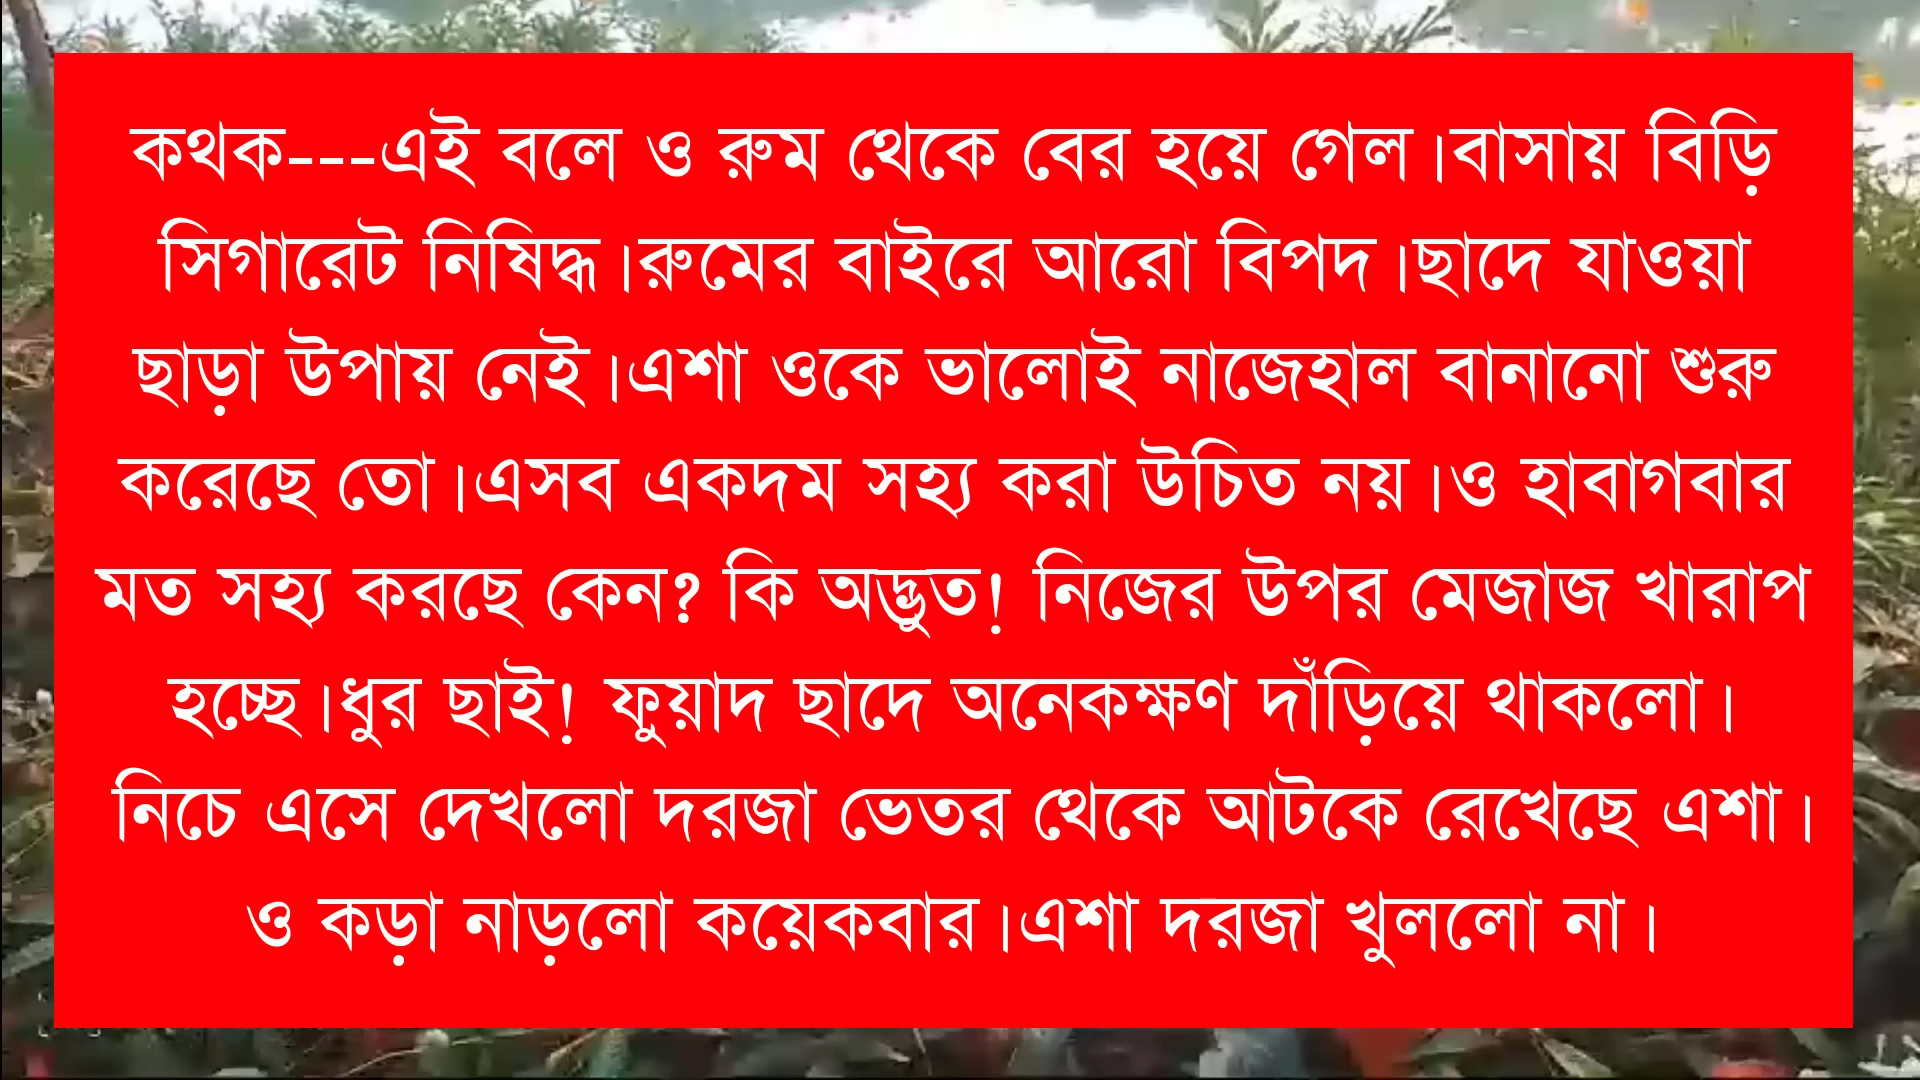 কথক---এই বলে ও রুম থেকে বের হয়ে গেল।বাসায় বিড়ি
সিগারেট নিষিদ্ধ।রুমের বাইরে আরো বিপদ।ছাদে যাওয়া
ছাড়া উপায় নেই।এশা ওকে ভালোই নাজেহাল বানানো শুরু
করেছে তো।এসব একদম সহ্য করা উচিত নয়।ও হাবাগবার
মত সহ্য করছে কেন? কি অদ্ভুত! নিজের উপর মেজাজ খারাপ
হচ্ছে।ধুর ছাই! ফুয়াদ ছাদে অনেকক্ষণ দাঁড়িয়ে থাকলো।
নিচে এসে দেখলো দরজা ভেতর থেকে আটকে রেখেছে এশা।
ও কড়া নাড়লো কয়েকবার।এশা দরজা খুললো না।